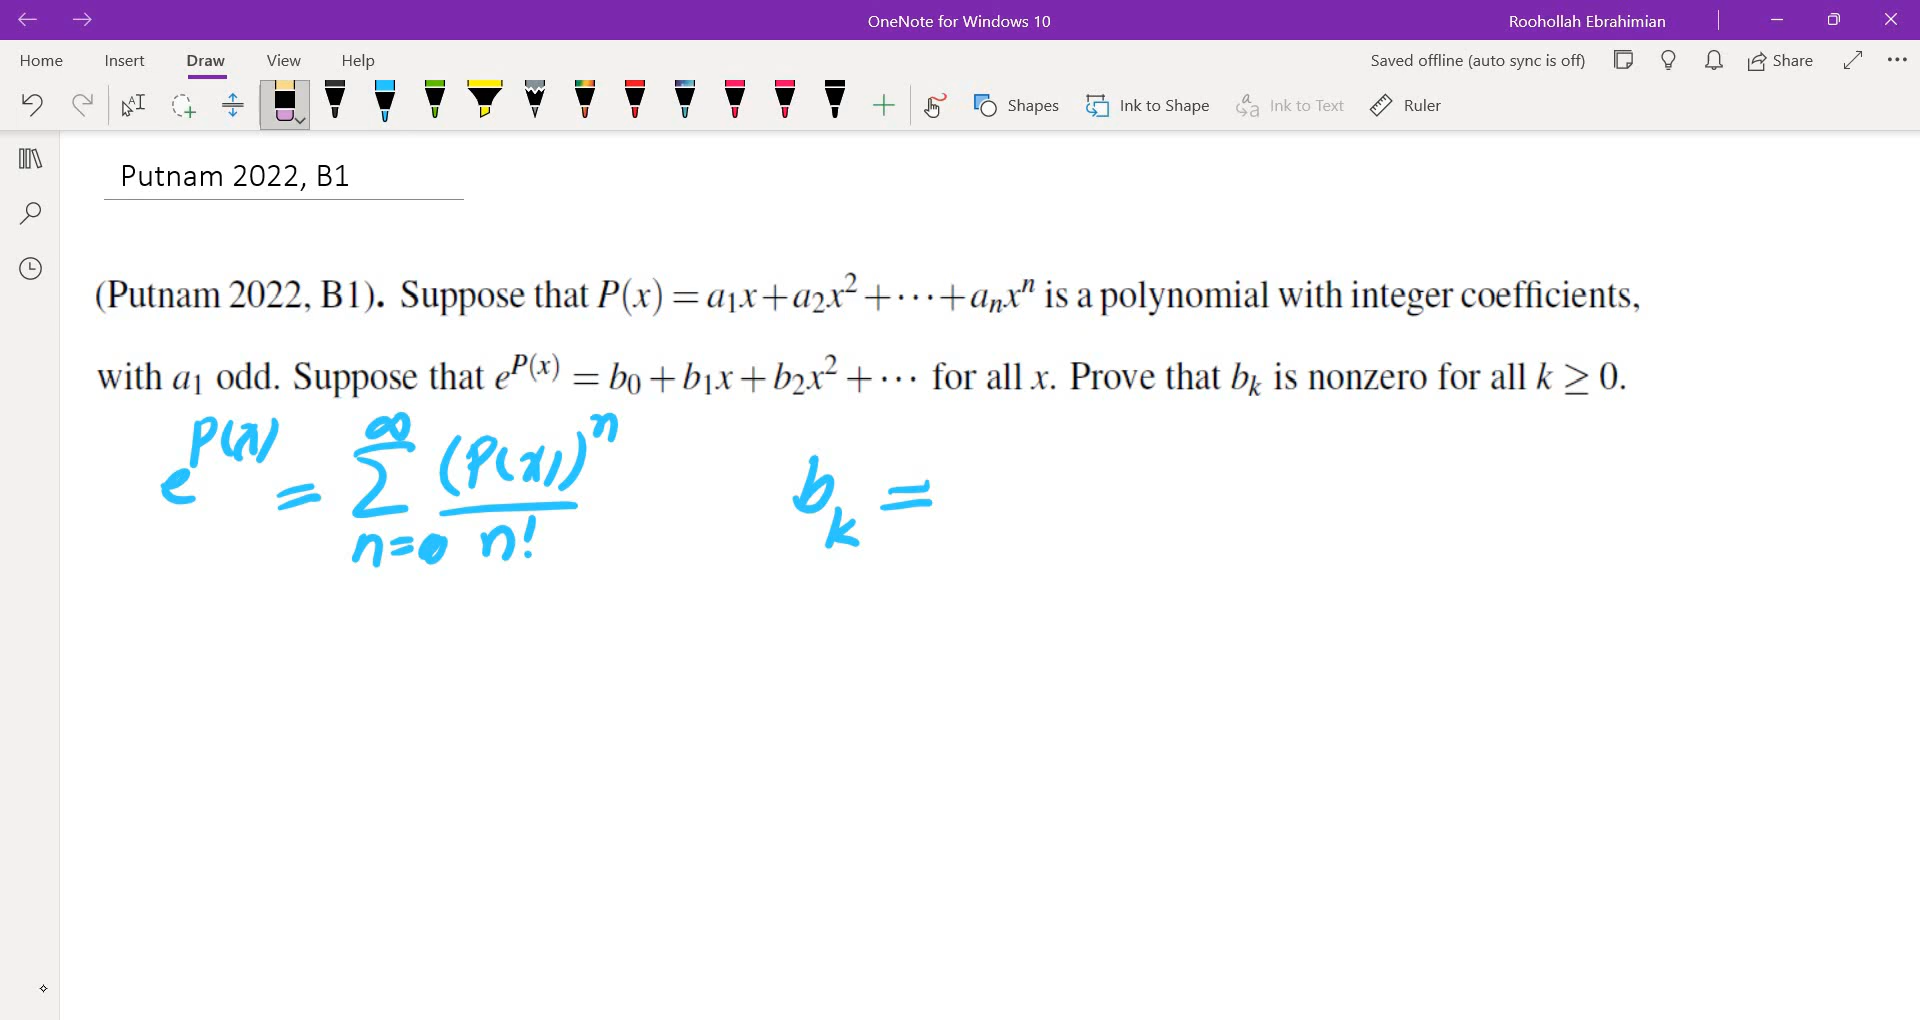 OneNote for Windows 10
Roohollah Ebrahimian
Home Insert Draw View Help
Saved offline (auto sync is off) Share
Shapes Ink to Shape Ink to Text Ruler
Putnam 2022, B1
(Putnam 2022, B1). Suppose that P(x) = a₁x + a₂x² + ⋯ + aₙxⁿ is a polynomial with integer coefficients,
with a₁ odd. Suppose that e^{P(x)} = b₀ + b₁x + b₂x² + ⋯ for all x. Prove that b_k is nonzero for all k ≥ 0.
e^{P(x)} = ∑_{n=0}^{∞} (P(x))^n / n! b_k =